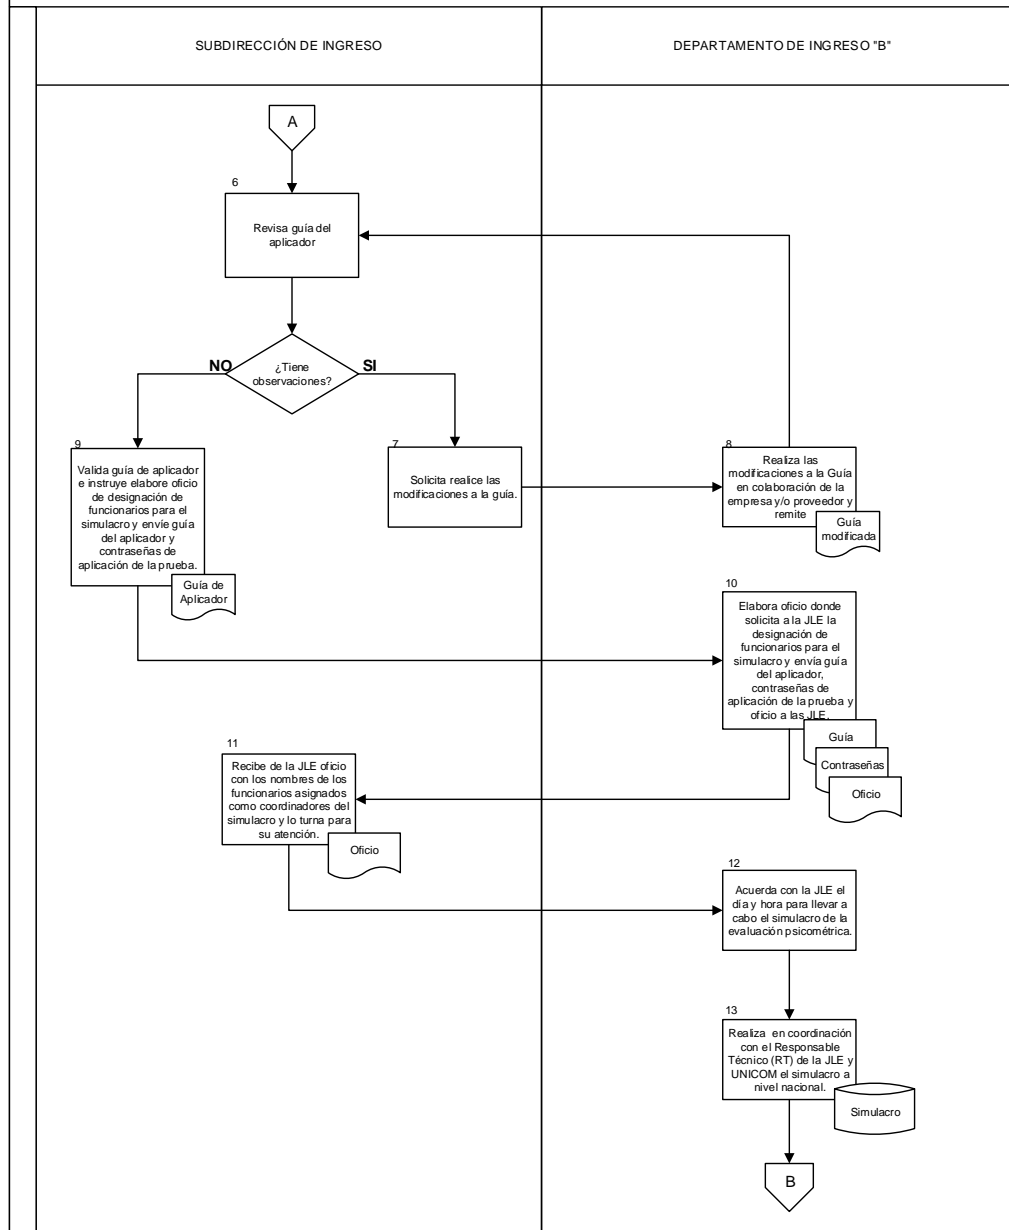 SUBDIRECCIÓN DE INGRESO
DEPARTAMENTO DE INGRESO "B"
A
6
Revisa guía del
aplicador
¿Tiene
observaciones?
NO
SI
9
Valida guía de aplicador
e instruye elabore oficio
de designación de
funcionarios para el
simulacro y envíe guía
del aplicador y
contraseñas de
aplicación de la prueba.
Guía de
Aplicador
7
Solicita realice las
modificaciones a la guía.
8
Realiza las
modificaciones a la Guía
en colaboración de la
empresa y/o proveedor y
remite
Guía
modificada
10
Elabora oficio donde
solicita a la JLE la
designación de
funcionarios para el
simulacro y envía guía
del aplicador,
contraseñas de
aplicación de la prueba y
oficio a las JLE.
Guía
Contraseñas
Oficio
11
Recibe de la JLE oficio
con los nombres de los
funcionarios asignados
como coordinadores del
simulacro y lo turna para
su atención.
Oficio
12
Acuerda con la JLE el
día y hora para llevar a
cabo el simulacro de la
evaluación psicométrica.
13
Realiza en coordinación
con el Responsable
Técnico (RT) de la JLE y
UNICOM el simulacro a
nivel nacional.
Simulacro
B